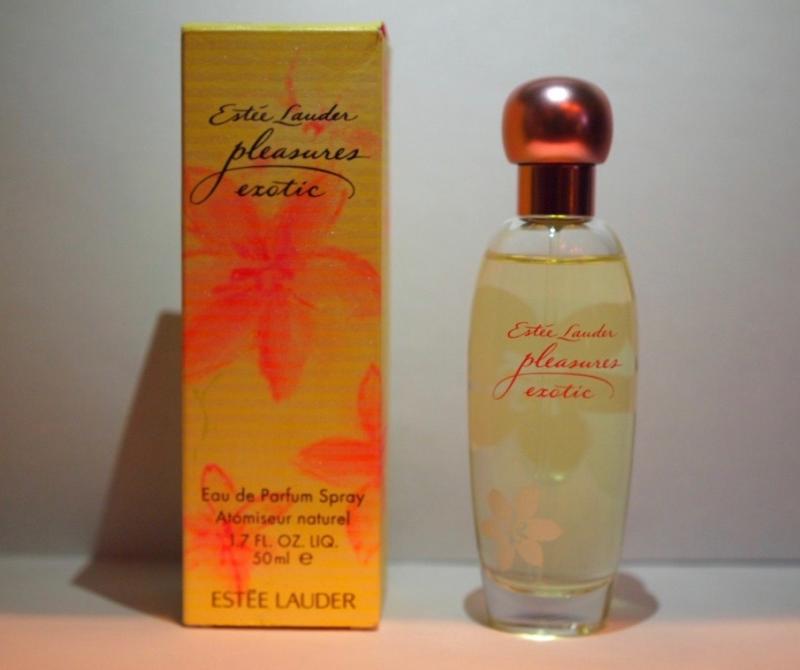 Estée Lauder
pleasures
exotic
Eau de Parfum Spray
Atomiseur naturel
1.7 FL. OZ. LIQ.
50ml e
ESTĒE LAUDER
Estée Lauder
pleasures
exotic